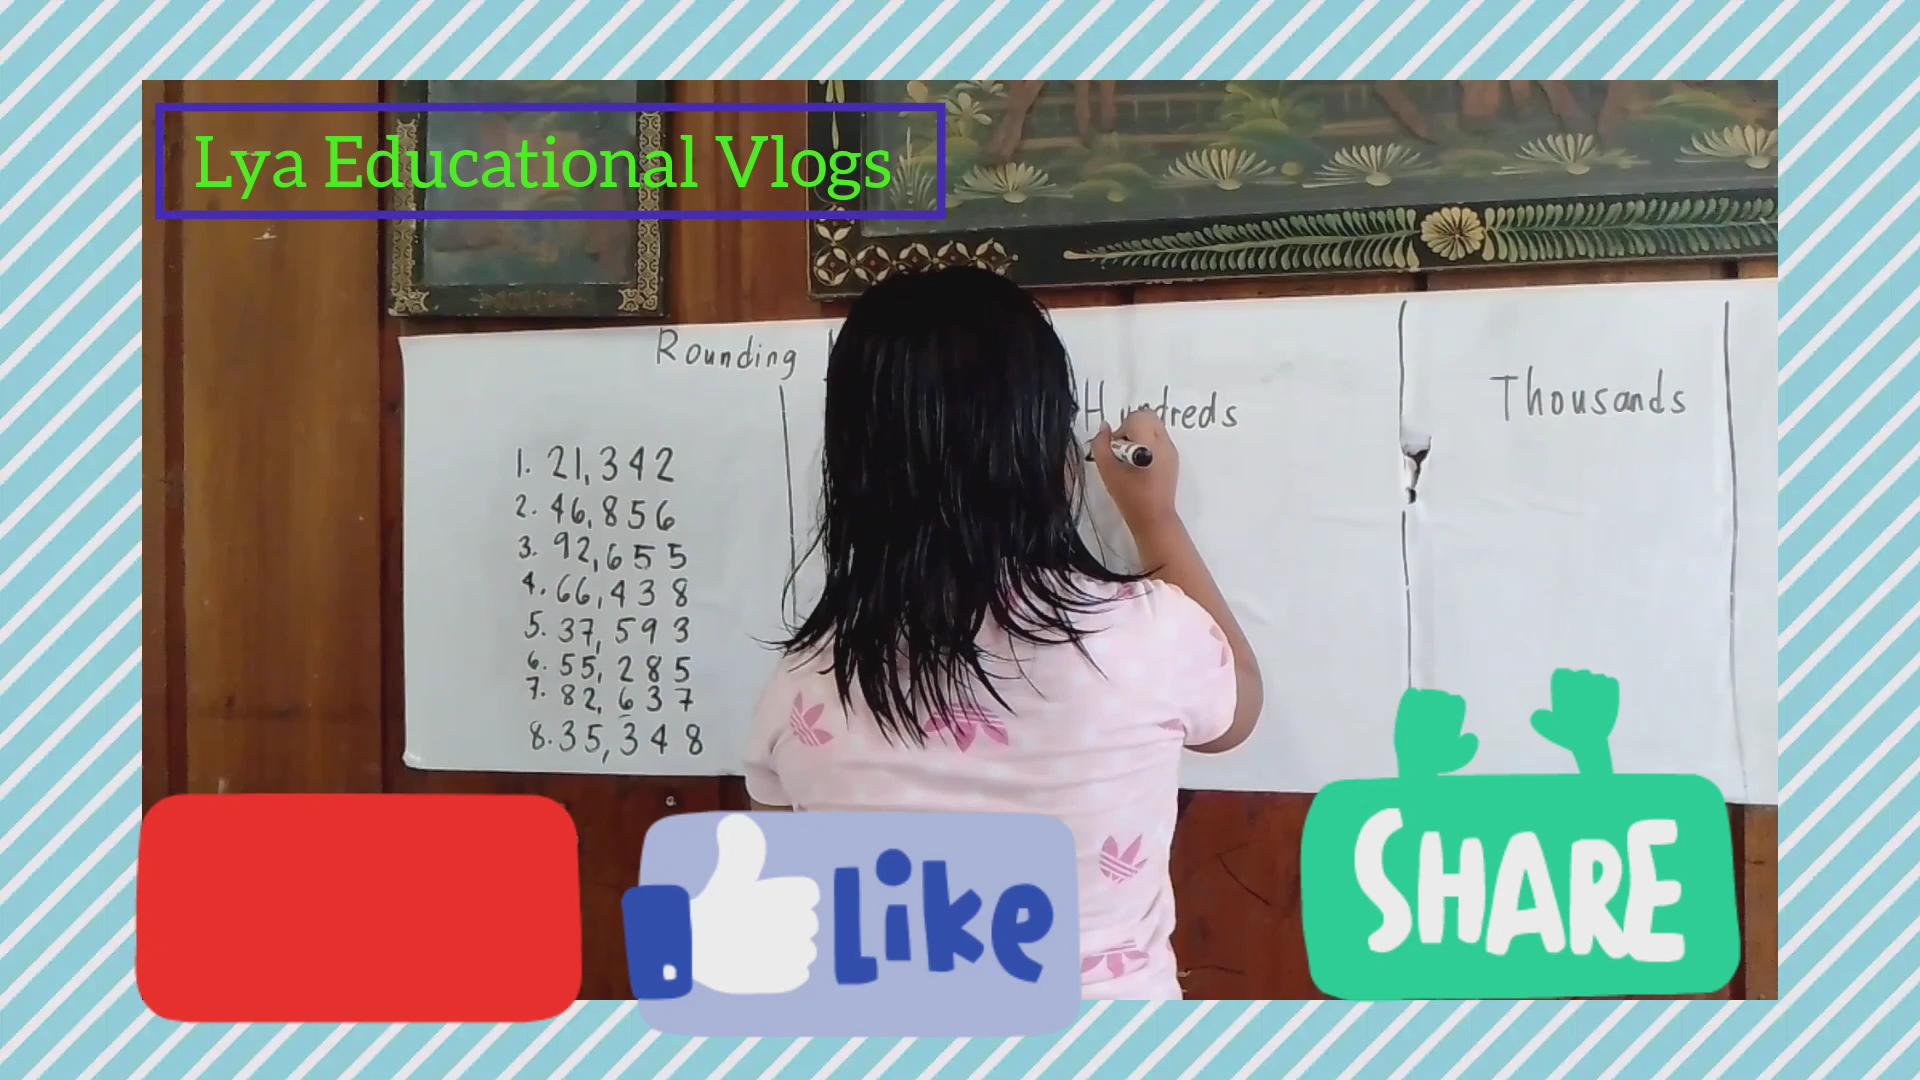 Lya Educational Vlogs
Rounding
Hundreds
Thousands
1. 21,342
2. 46,856
3. 92,655
4. 66,438
5. 37,593
6. 55,285
7. 82,637
8. 35,348
Like
SHARE